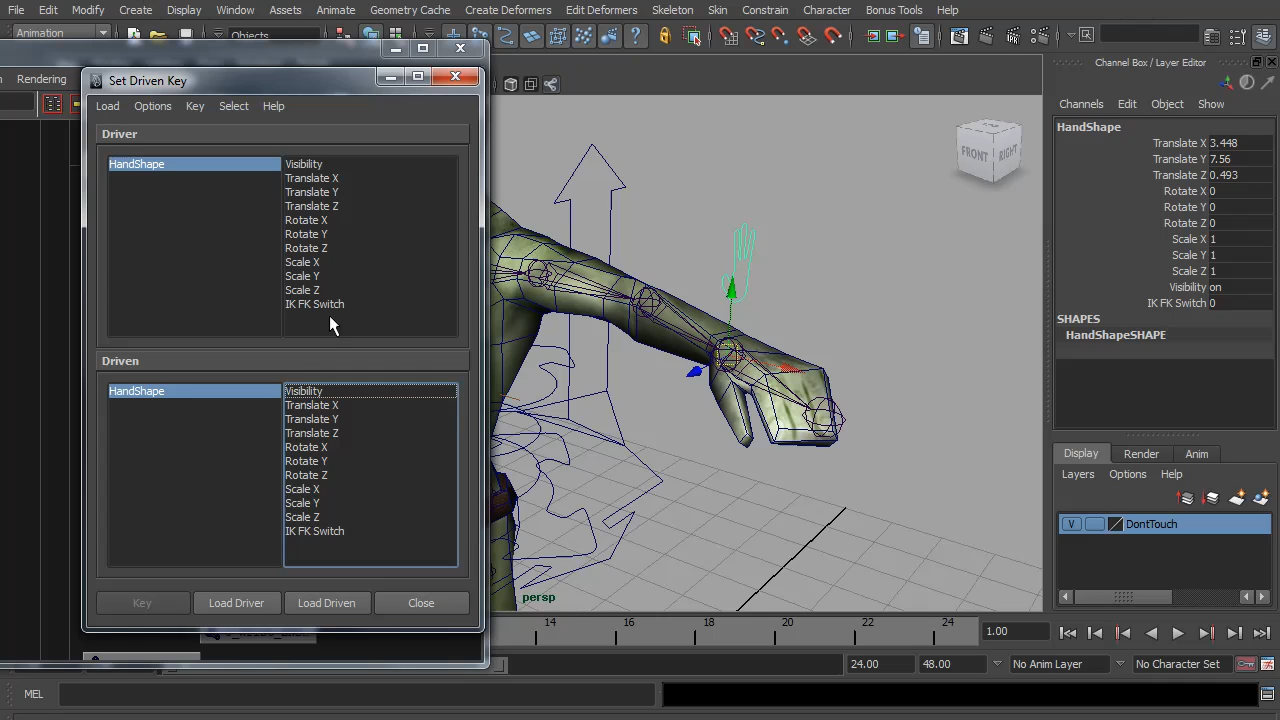 File Edit Modify Create Display Window Assets Animate Geometry Cache Create Deformers Edit Deformers Skeleton Skin Constrain Character Bonus Tools Help
Animation Objects
Set Driven Key
Rendering
Load Options Key Select Help
Driver
HandShape Visibility
Translate X
Translate Y
Translate Z
Rotate X
Rotate Y
Rotate Z
Scale X
Scale Y
Scale Z
IK FK Switch
Driven
HandShape Visibility
Translate X
Translate Y
Translate Z
Rotate X
Rotate Y
Rotate Z
Scale X
Scale Y
Scale Z
IK FK Switch
Key Load Driver Load Driven Close
FRONT RIGHT
persp
Channel Box / Layer Editor
Channels Edit Object Show
HandShape
Translate X 3.448
Translate Y 7.56
Translate Z 0.493
Rotate X 0
Rotate Y 0
Rotate Z 0
Scale X 1
Scale Y 1
Scale Z 1
Visibility on
IK FK Switch 0
SHAPES
HandShapeSHAPE
Display Render Anim
Layers Options Help
V DontTouch
14 16 18 20 22 24 1.00
24.00 48.00 No Anim Layer No Character Set
MEL